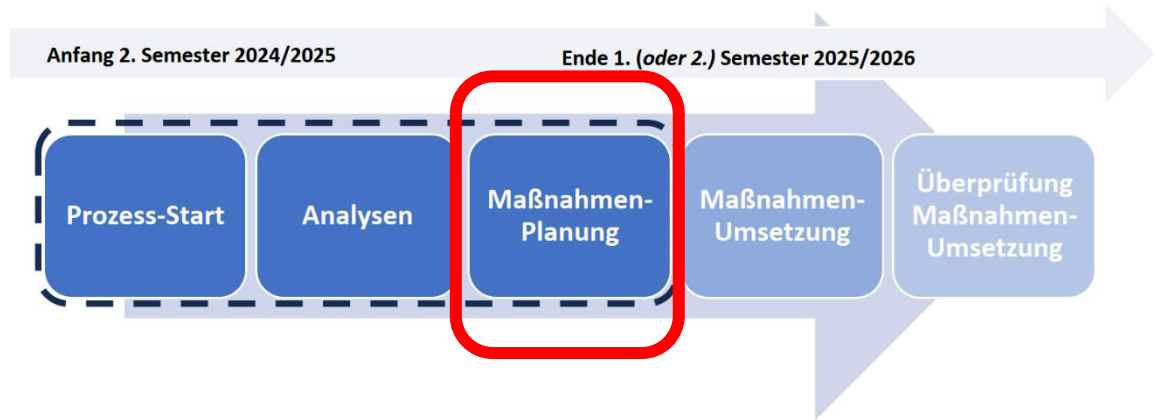 Anfang 2. Semester 2024/2025
Ende 1. (oder 2.) Semester 2025/2026
Prozess-Start
Analysen
Maßnahmen-
Planung
Maßnahmen-
Umsetzung
Überprüfung
Maßnahmen-
Umsetzung